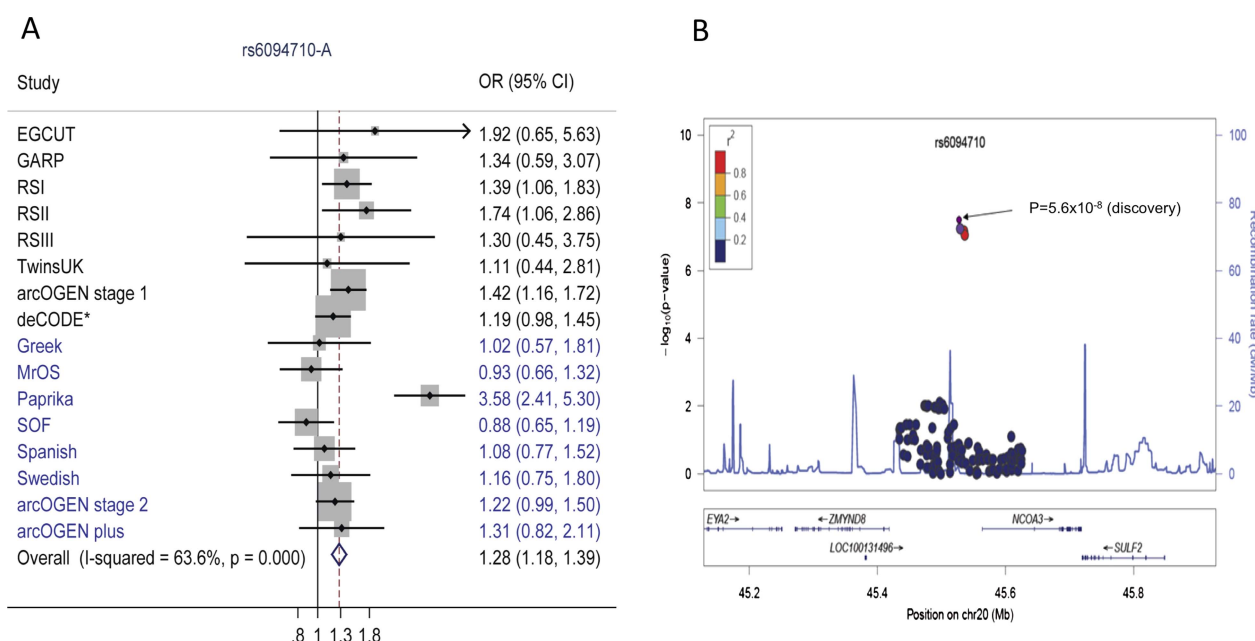 A
rs6094710-A
Study OR (95% CI)
EGCUT 1.92 (0.65, 5.63)
GARP 1.34 (0.59, 3.07)
RSI 1.39 (1.06, 1.83)
RSII 1.74 (1.06, 2.86)
RSIII 1.30 (0.45, 3.75)
TwinsUK 1.11 (0.44, 2.81)
arcOGEN stage 1 1.42 (1.16, 1.72)
deCODE* 1.19 (0.98, 1.45)
Greek 1.02 (0.57, 1.81)
MrOS 0.93 (0.66, 1.32)
Paprika 3.58 (2.41, 5.30)
SOF 0.88 (0.65, 1.19)
Spanish 1.08 (0.77, 1.52)
Swedish 1.16 (0.75, 1.80)
arcOGEN stage 2 1.22 (0.99, 1.50)
arcOGEN plus 1.31 (0.82, 2.11)
Overall (I-squared = 63.6%, p = 0.000) 1.28 (1.18, 1.39)
.8 1 1.3 1.8
B
10 100
8 80
6 60
4 40
2 20
0 0
r²
0.8
0.6
0.4
0.2
rs6094710
P=5.6x10⁻⁸ (discovery)
−log₁₀(p−value)
Recombination rate (cM/Mb)
EYA2→ ←ZMYND8 NCOA3→
LOC100131496→ ←SULF2
45.2 45.4 45.6 45.8
Position on chr20 (Mb)